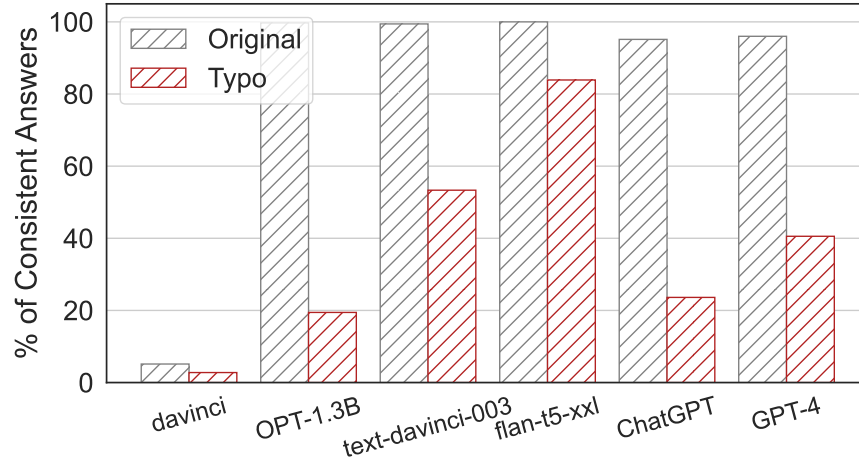 % of Consistent Answers
100
80
60
40
20
0
Original
Typo
davinci
OPT-1.3B
text-davinci-003
flan-t5-xxl
ChatGPT
GPT-4